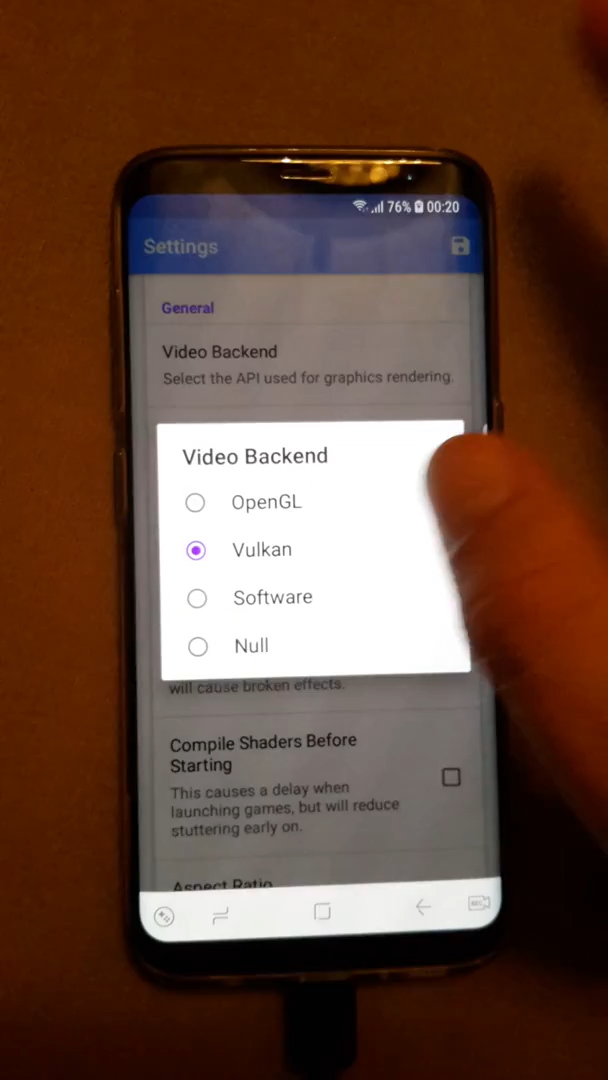 76% 00:20
Settings
General
Video Backend
Select the API used for graphics rendering.
Video Backend
OpenGL
Vulkan
Software
Null
will cause broken effects.
Compile Shaders Before
Starting
This causes a delay when
launching games, but will reduce
stuttering early on.
Aspect Ratio
REC